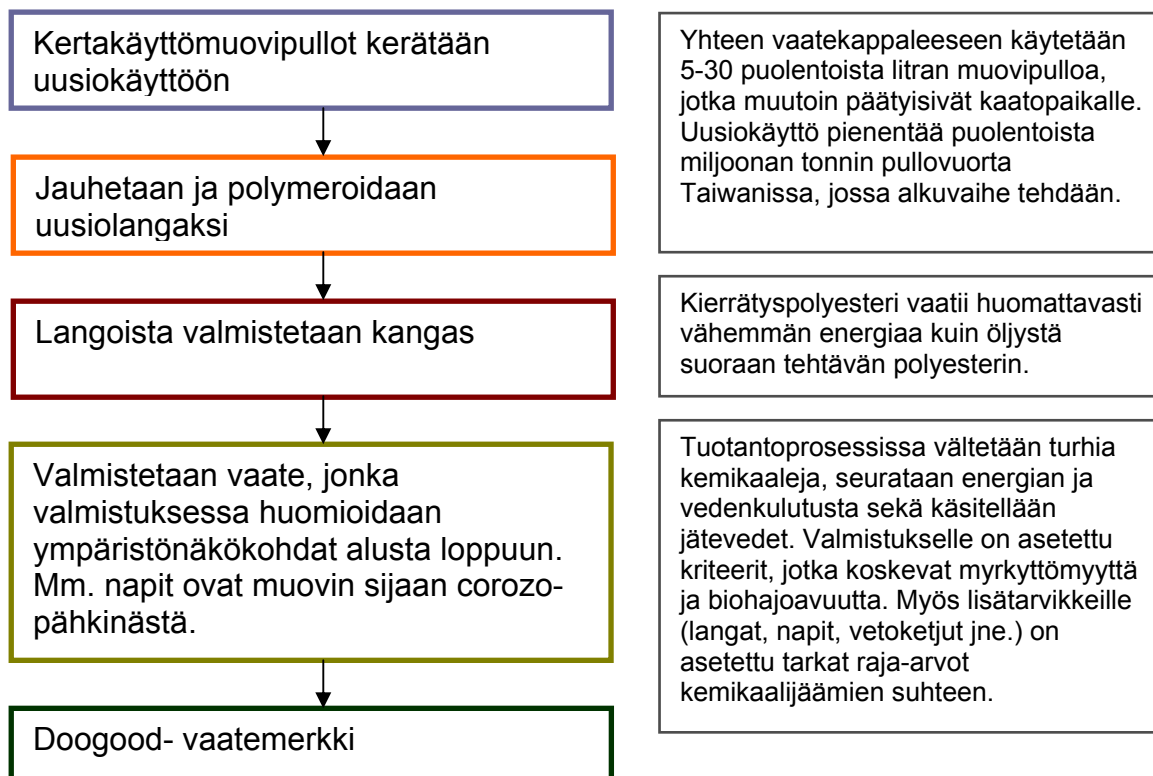 Kertakäyttömuovipullot kerätään
uusiokäyttöön
Jauhetaan ja polymeroidaan
uusiolangaksi
Langoista valmistetaan kangas
Valmistetaan vaate, jonka
valmistuksessa huomioidaan
ympäristönäkökohdat alusta loppuun.
Mm. napit ovat muovin sijaan corozo-
pähkinästä.
Doogood- vaatemerkki
Yhteen vaatekappaleeseen käytetään
5-30 puolentoista litran muovipulloa,
jotka muutoin päätyisivät kaatopaikalle.
Uusiokäyttö pienentää puolentoista
miljoonan tonnin pullovuorta
Taiwanissa, jossa alkuvaihe tehdään.
Kierrätyspolyesteri vaatii huomattavasti
vähemmän energiaa kuin öljystä
suoraan tehtävän polyesterin.
Tuotantoprosessissa vältetään turhia
kemikaaleja, seurataan energian ja
vedenkulutusta sekä käsitellään
jätevedet. Valmistukselle on asetettu
kriteerit, jotka koskevat myrkyttömyyttä
ja biohajoavuutta. Myös lisätarvikkeille
(langat, napit, vetoketjut jne.) on
asetettu tarkat raja-arvot
kemikaalijäämien suhteen.